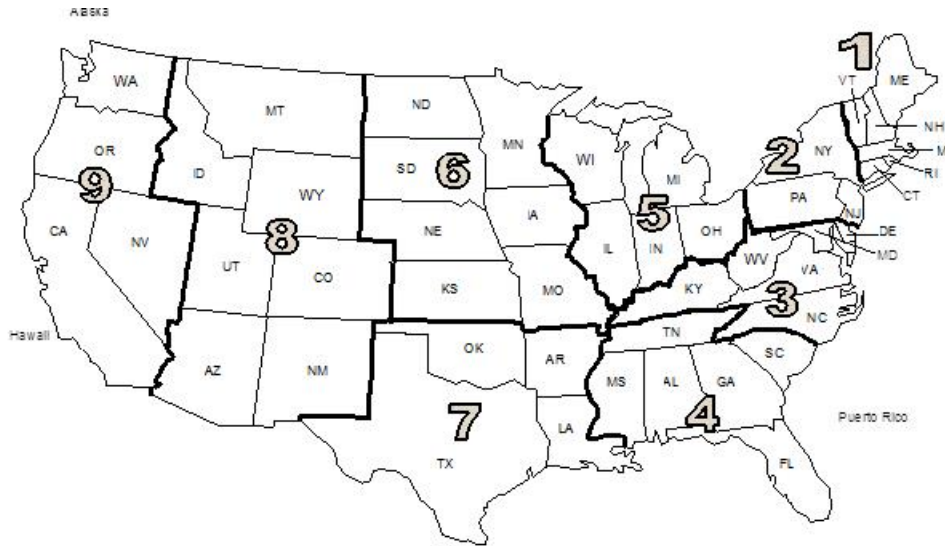 Alaska
1
WA
VT
ME
MT
ND
OR
MN
NH
2
NY
M
ID
SD
6
WI
9
WY
MI
RI
PA
CT
5
IA
NJ
CA
NE
OH
DE
NV
8
IL
IN
WV
MD
UT
CO
VA
KS
MO
KY
3
Hawaii
NC
TN
OK
AR
SC
AZ
NM
MS
AL
GA
7
4
Puerto Rico
LA
TX
FL